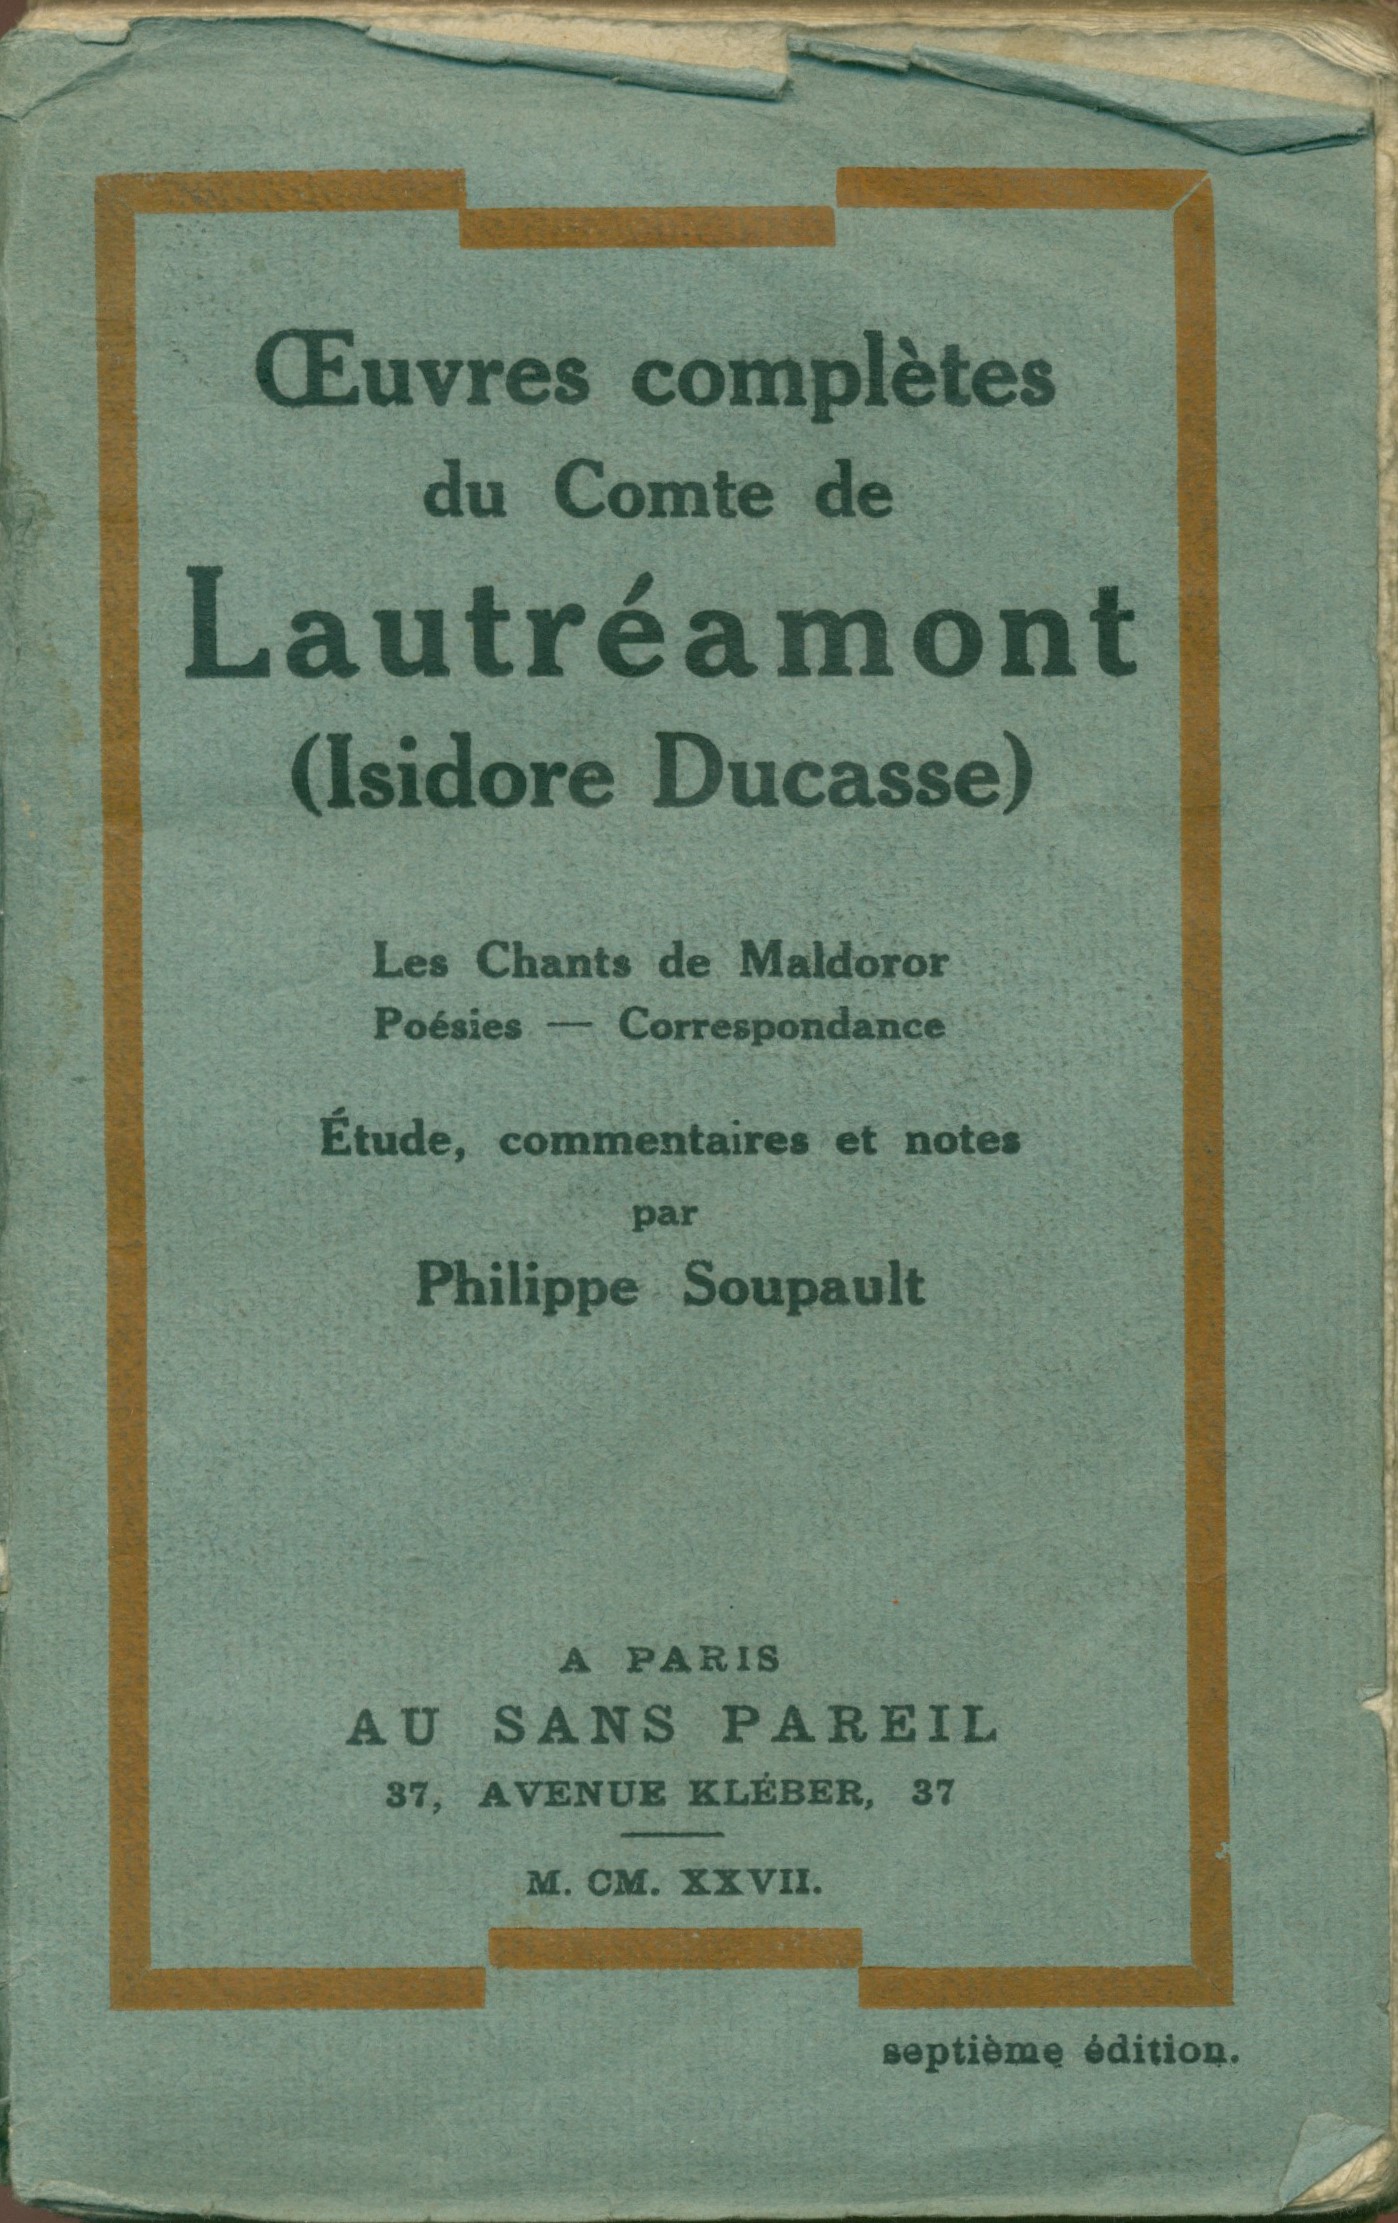 Œuvres complètes
du Comte de
Lautréamont
(Isidore Ducasse)
Les Chants de Maldoror
Poésies — Correspondance
Étude, commentaires et notes
par
Philippe Soupault
A PARIS
AU SANS PAREIL
37, AVENUE KLÉBER, 37
M. CM. XXVII.
septième édition.